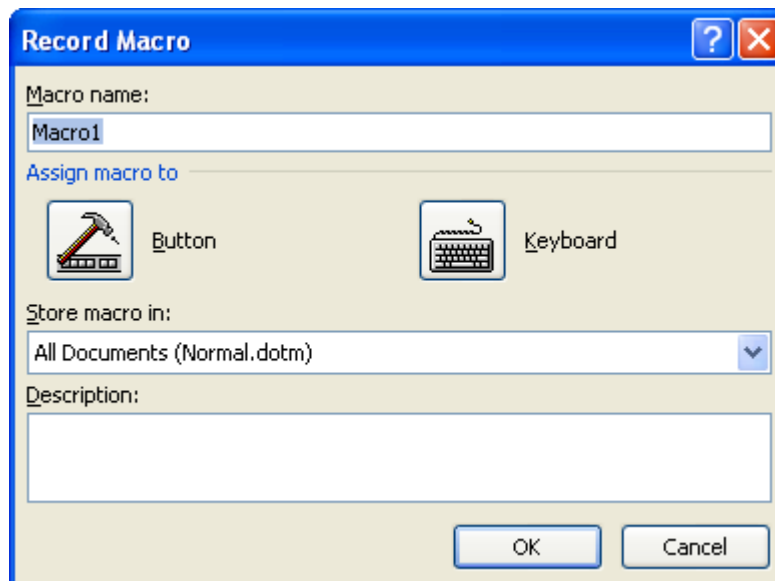 Record Macro
Macro name:
Macro1
Assign macro to
Button
Keyboard
Store macro in:
All Documents (Normal.dotm)
Description:
OK
Cancel